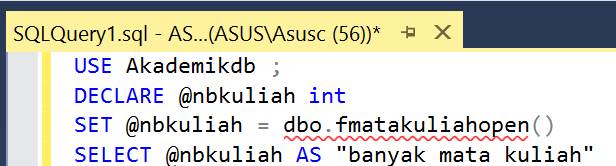 SQLQuery1.sql - AS...(ASUS\Asusc (56))*
USE Akademikdb ;
DECLARE @nbkuliah int
SET @nbkuliah = dbo.fmatakuliahopen()
SELECT @nbkuliah AS "banyak mata kuliah"